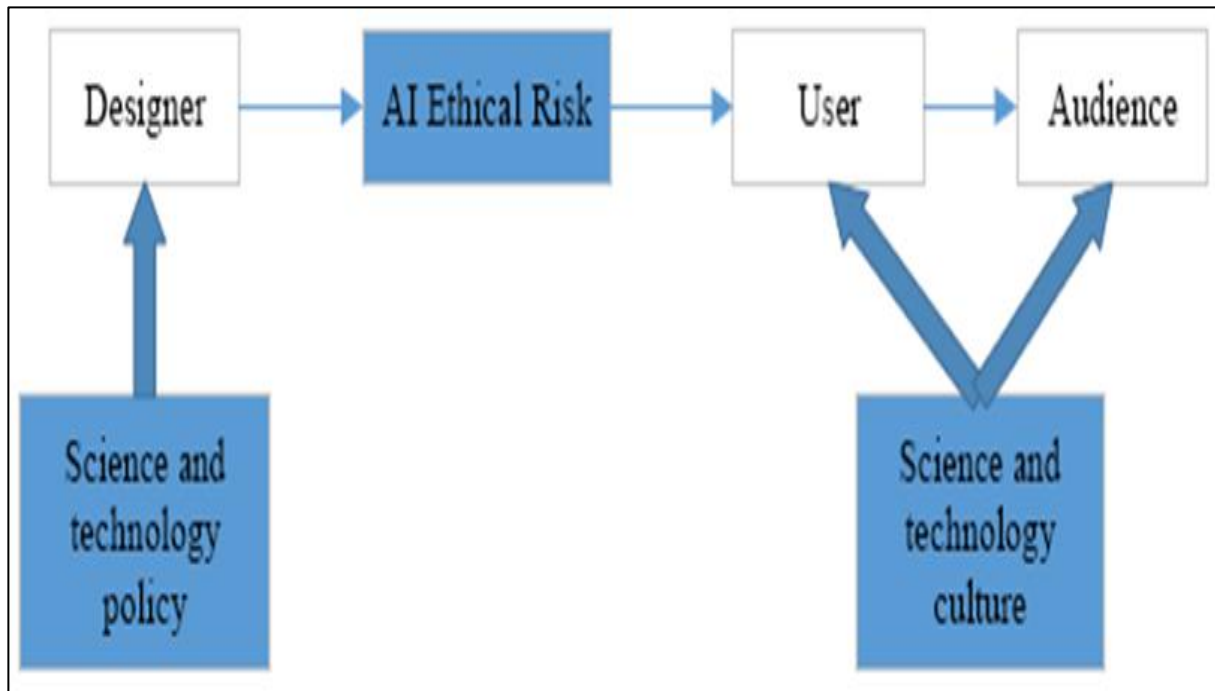 Designer
AI Ethical Risk
User
Audience
Science and
technology
policy
Science and
technology
culture